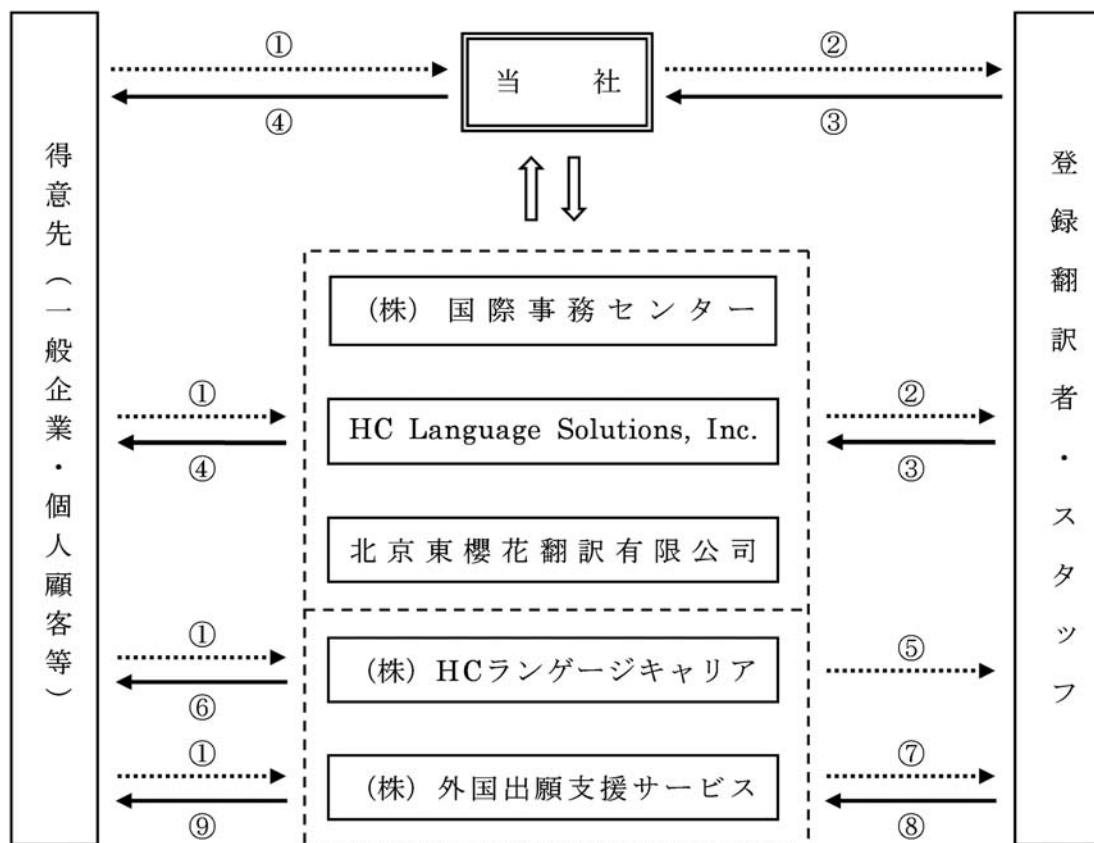 ① ②
当 社
④ ③
得意先（一般企業・個人顧客等）
登録翻訳者・スタッフ
(株) 国際事務センター
① ②
HC Language Solutions, Inc.
④ ③
北京東櫻花翻訳有限公司
① ⑤
(株) HCランゲージキャリア
⑥
① ⑦
(株) 外国出願支援サービス
⑨ ⑧